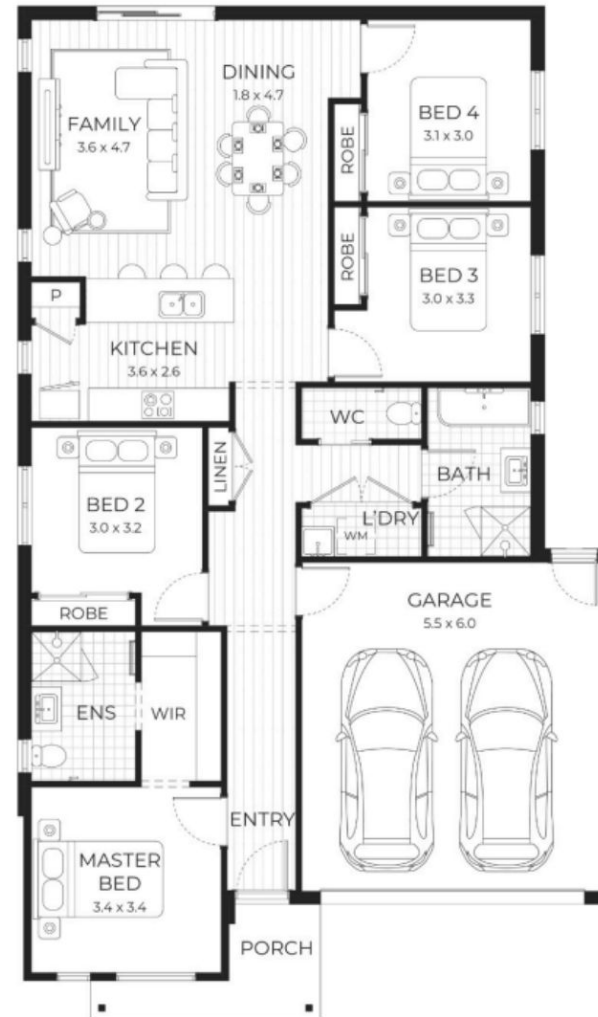 DINING
1.8 x 4.7
FAMILY
3.6 x 4.7
BED 4
3.1 x 3.0
ROBE
ROBE
BED 3
3.0 x 3.3
P
KITCHEN
3.6 x 2.6
WC
BATH
LINEN
L'DRY
WM
BED 2
3.0 x 3.2
ROBE
GARAGE
5.5 x 6.0
ENS
WIR
ENTRY
MASTER
BED
3.4 x 3.4
PORCH